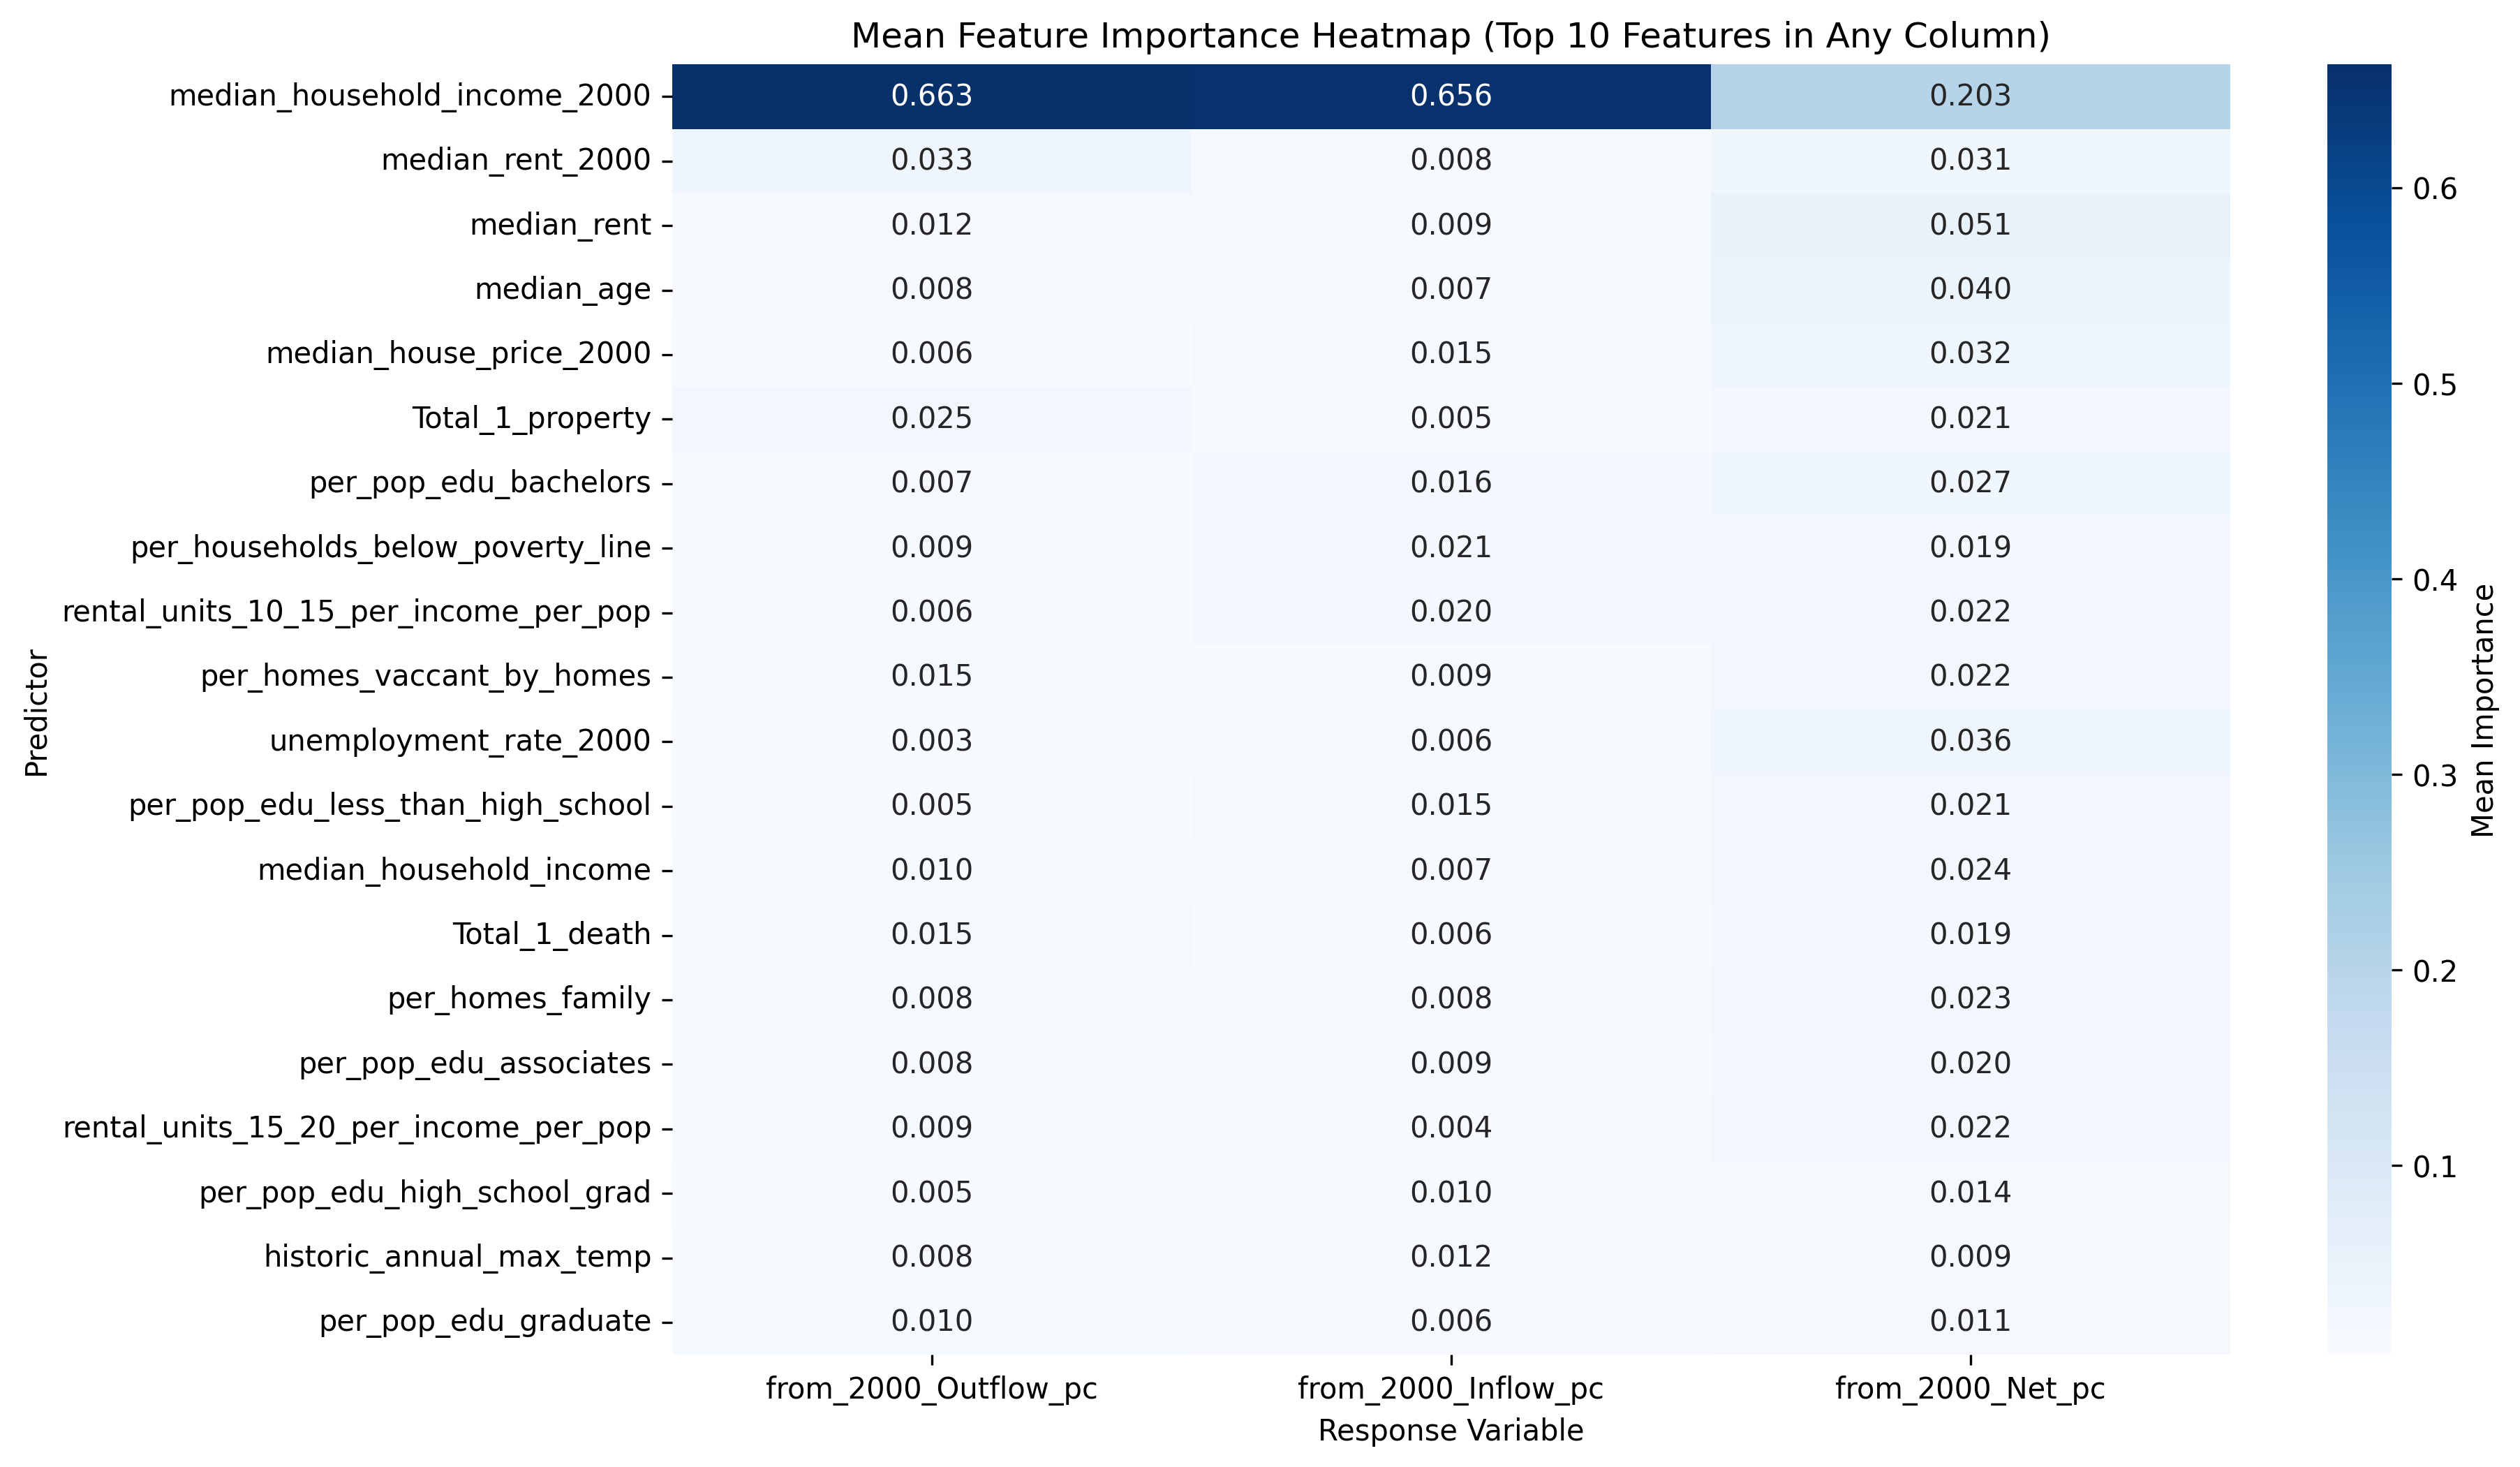 Mean Feature Importance Heatmap (Top 10 Features in Any Column)
median_household_income_2000 0.663 0.656 0.203
median_rent_2000 0.033 0.008 0.031
median_rent 0.012 0.009 0.051
median_age 0.008 0.007 0.040
median_house_price_2000 0.006 0.015 0.032
Total_1_property 0.025 0.005 0.021
per_pop_edu_bachelors 0.007 0.016 0.027
per_households_below_poverty_line 0.009 0.021 0.019
rental_units_10_15_per_income_per_pop 0.006 0.020 0.022
per_homes_vaccant_by_homes 0.015 0.009 0.022
unemployment_rate_2000 0.003 0.006 0.036
per_pop_edu_less_than_high_school 0.005 0.015 0.021
median_household_income 0.010 0.007 0.024
Total_1_death 0.015 0.006 0.019
per_homes_family 0.008 0.008 0.023
per_pop_edu_associates 0.008 0.009 0.020
rental_units_15_20_per_income_per_pop 0.009 0.004 0.022
per_pop_edu_high_school_grad 0.005 0.010 0.014
historic_annual_max_temp 0.008 0.012 0.009
per_pop_edu_graduate 0.010 0.006 0.011
from_2000_Outflow_pc from_2000_Inflow_pc from_2000_Net_pc
Response Variable
Predictor
0.6
0.5
0.4
0.3
0.2
0.1
Mean Importance